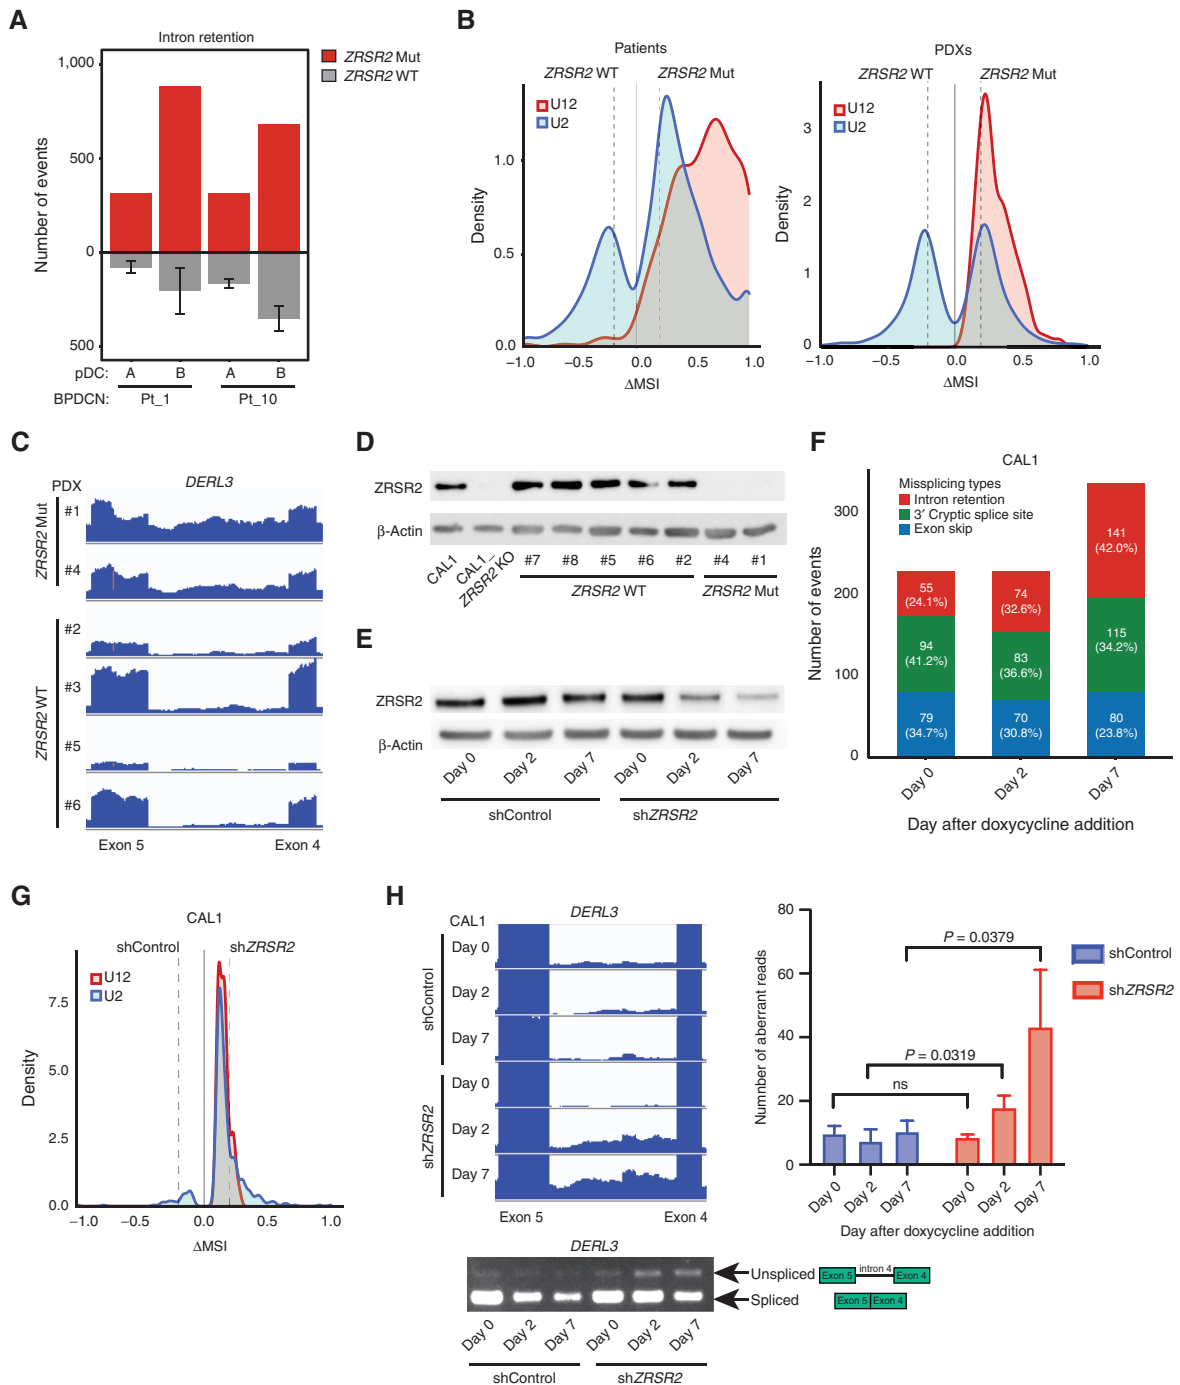 A
Intron retention
ZRSR2 Mut
ZRSR2 WT
1,000
500
0
500
Number of events
pDC: A B A B
BPDCN: Pt_1 Pt_10
B
Patients
ZRSR2 WT ZRSR2 Mut
U12
U2
1.0
0.5
0
Density
−1.0 −0.5 0.0 0.5 1.0
ΔMSI
PDXs
ZRSR2 WT ZRSR2 Mut
U12
U2
3
2
1
0
Density
−1.0 −0.5 0.0 0.5 1.0
ΔMSI
C
PDX
DERL3
ZRSR2 Mut
#1
#4
ZRSR2 WT
#2
#3
#5
#6
Exon 5 Exon 4
D
ZRSR2
β-Actin
CAL1
CAL1_
ZRSR2 KO
#7 #8 #5 #6 #2 #4 #1
ZRSR2 WT ZRSR2 Mut
E
ZRSR2
β-Actin
Day 0 Day 2 Day 7 Day 0 Day 2 Day 7
shControl shZRSR2
F
CAL1
Missplicing types
Intron retention
3′ Cryptic splice site
Exon skip
300
200
100
0
Number of events
55
(24.1%)
94
(41.2%)
79
(34.7%)
74
(32.6%)
83
(36.6%)
70
(30.8%)
141
(42.0%)
115
(34.2%)
80
(23.8%)
Day 0 Day 2 Day 7
Day after doxycycline addition
G
CAL1
shControl shZRSR2
U12
U2
7.5
5.0
2.5
0.0
Density
−1.0 −0.5 0.0 0.5 1.0
ΔMSI
H
CAL1
DERL3
shControl
Day 0
Day 2
Day 7
shZRSR2
Day 0
Day 2
Day 7
Exon 5 Exon 4
80
60
40
20
0
Numnber of aberrant reads
P = 0.0379
P = 0.0319
ns
shControl
shZRSR2
Day 0 Day 2 Day 7 Day 0 Day 2 Day 7
Day after doxycycline addition
DERL3
Unspliced
Exon 5 intron 4 Exon 4
Spliced
Exon 5 Exon 4
Day 0 Day 2 Day 7 Day 0 Day 2 Day 7
shControl shZRSR2